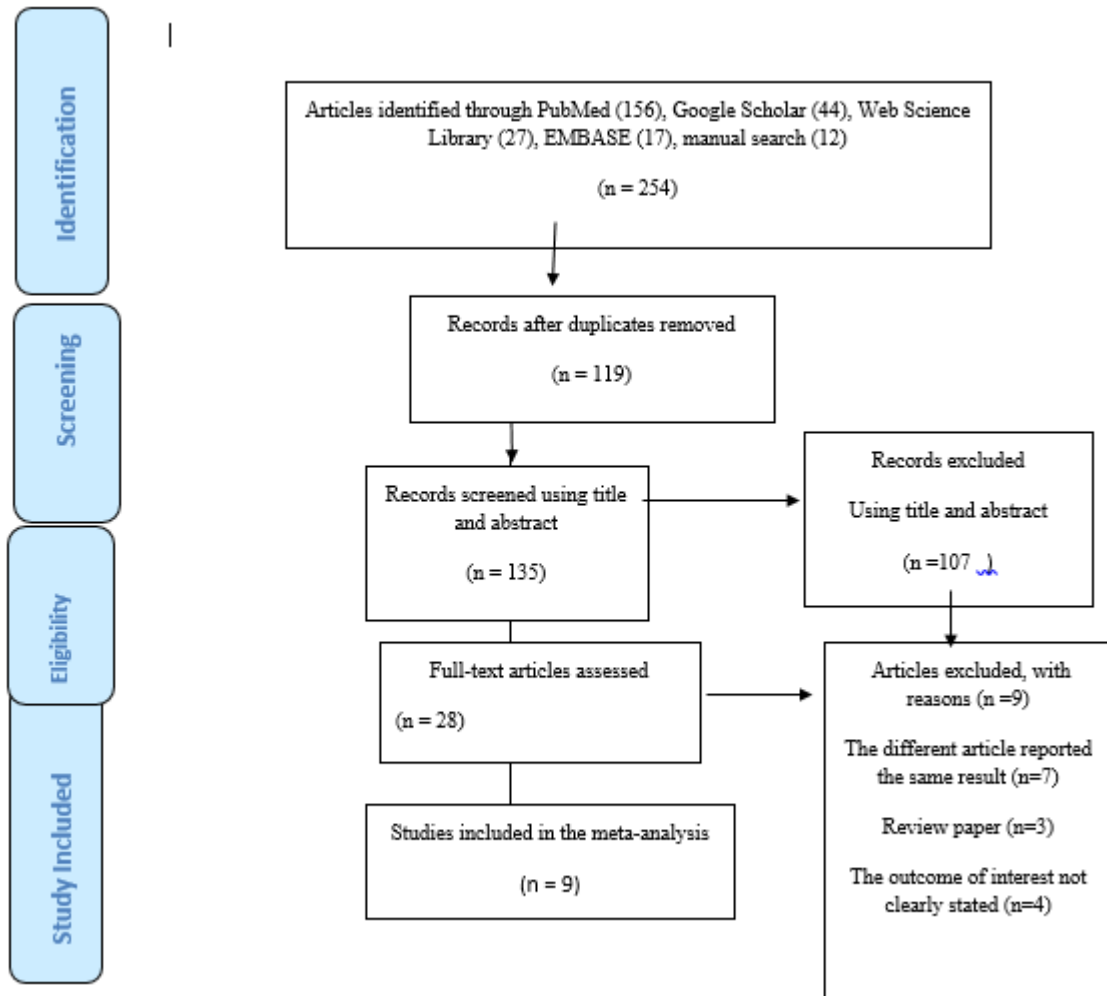 Identification
Articles identified through PubMed (156), Google Scholar (44), Web Science
Library (27), EMBASE (17), manual search (12)
(n = 254)
Screening
Records after duplicates removed
(n = 119)
Records screened using title
and abstract
(n = 135)
Records excluded
Using title and abstract
(n =107 )
Eligibility
Full-text articles assessed
(n = 28)
Articles excluded, with
reasons (n =9)
The different article reported
the same result (n=7)
Review paper (n=3)
The outcome of interest not
clearly stated (n=4)
Study Included
Studies included in the meta-analysis
(n = 9)